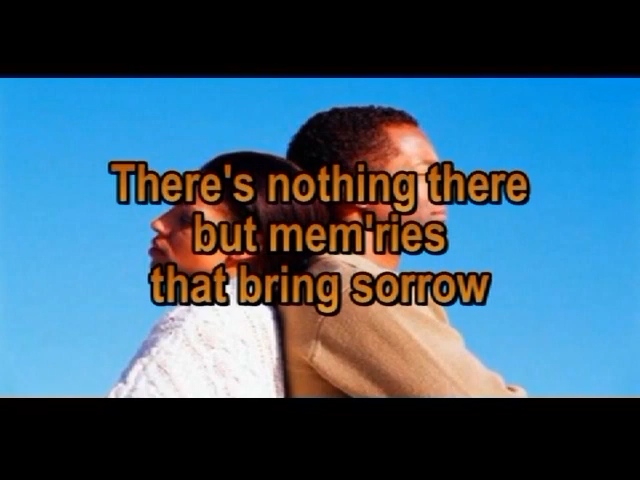 There's nothing there
but mem'ries
that bring sorrow